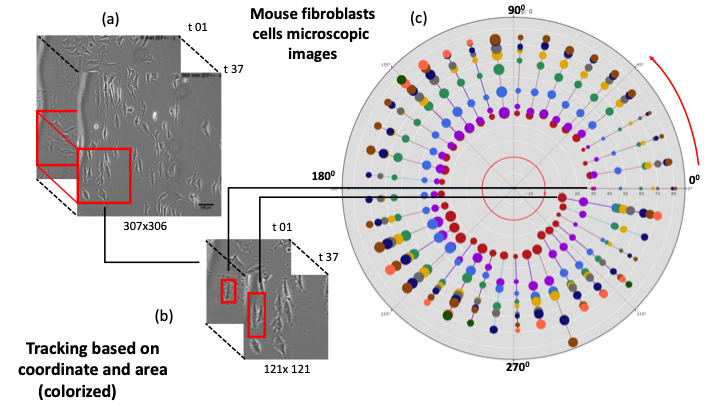 (a)
t 01
t 37
307x306
Mouse fibroblasts
cells microscopic
images
(c)
90⁰
180⁰
0⁰
270⁰
t 01
t 37
(b)
121x 121
Tracking based on
coordinate and area
(colorized)